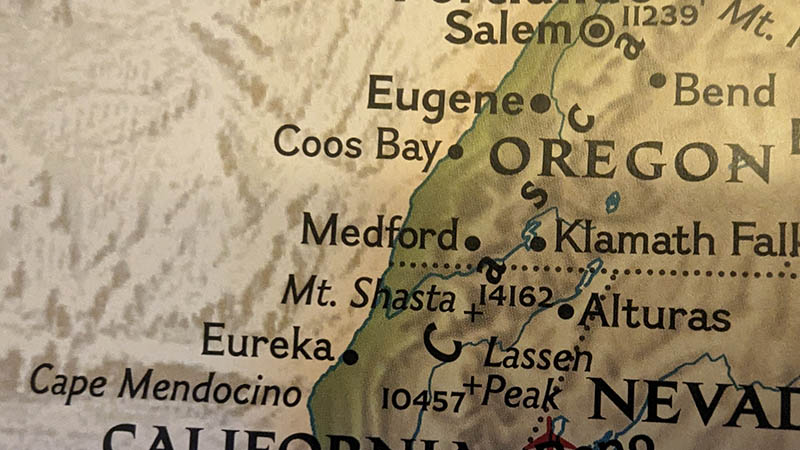 Salem
11239
Mt.
Eugene
Bend
Coos Bay
OREGON
Medford
Klamath Fall
Mt. Shasta
14162
Alturas
Eureka
Lassen
Peak
10457
Cape Mendocino
NEVAD
CALIFORNIA
C a s c a